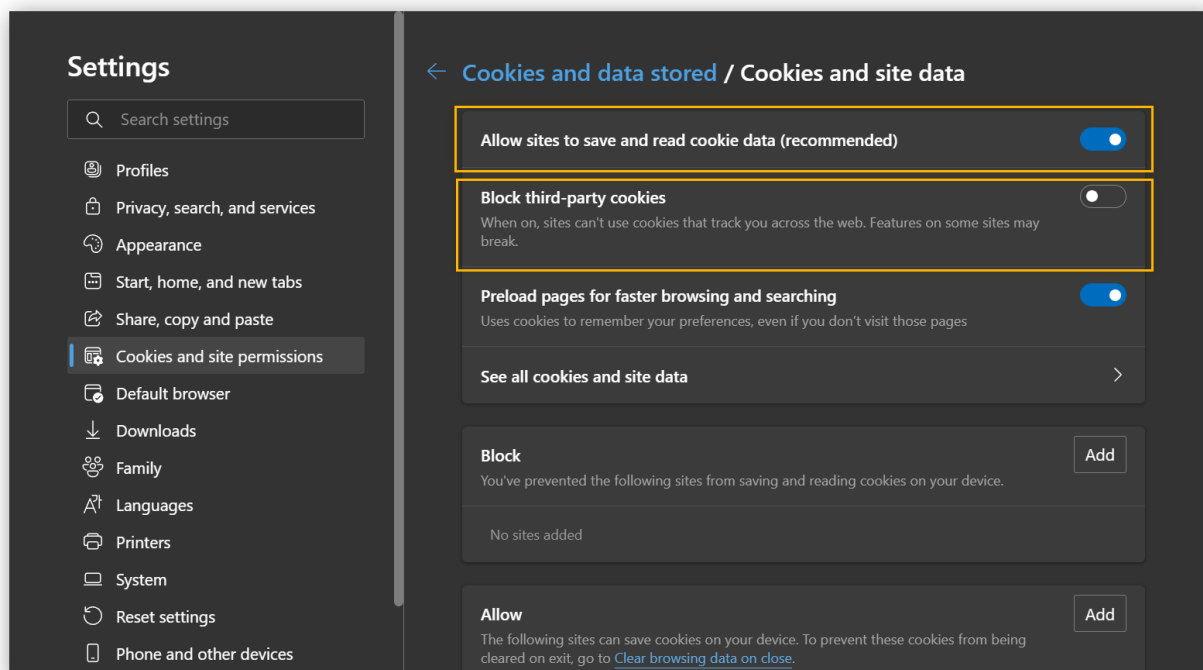 Settings
Search settings
Profiles
Privacy, search, and services
Appearance
Start, home, and new tabs
Share, copy and paste
Cookies and site permissions
Default browser
Downloads
Family
Languages
Printers
System
Reset settings
Phone and other devices
Cookies and data stored / Cookies and site data
Allow sites to save and read cookie data (recommended)
Block third-party cookies
When on, sites can't use cookies that track you across the web. Features on some sites may
break.
Preload pages for faster browsing and searching
Uses cookies to remember your preferences, even if you don't visit those pages
See all cookies and site data
Block
Add
You've prevented the following sites from saving and reading cookies on your device.
No sites added
Allow
Add
The following sites can save cookies on your device. To prevent these cookies from being
cleared on exit, go to Clear browsing data on close.